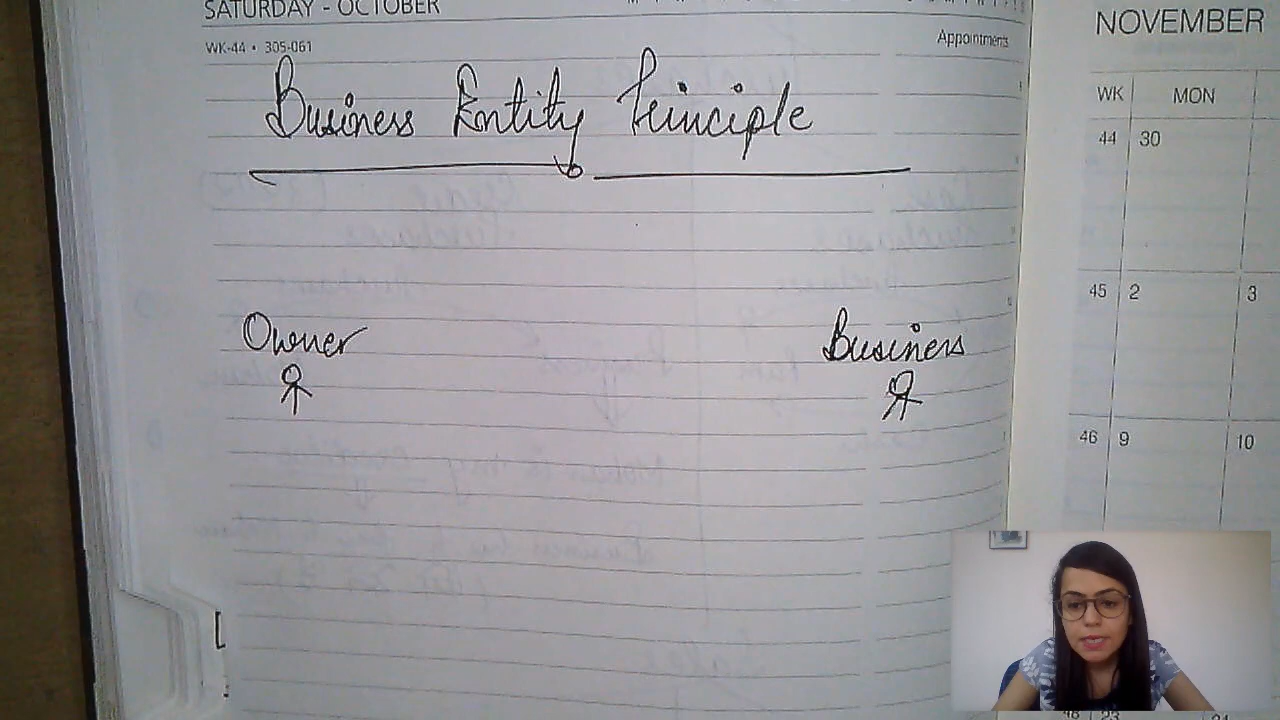 SATURDAY - OCTOBER
WK-44 • 305-061
Appointments
Business Entity Principle
Owner
Business
NOVEMBER
WK MON
44 30
45 2 3
46 9 10